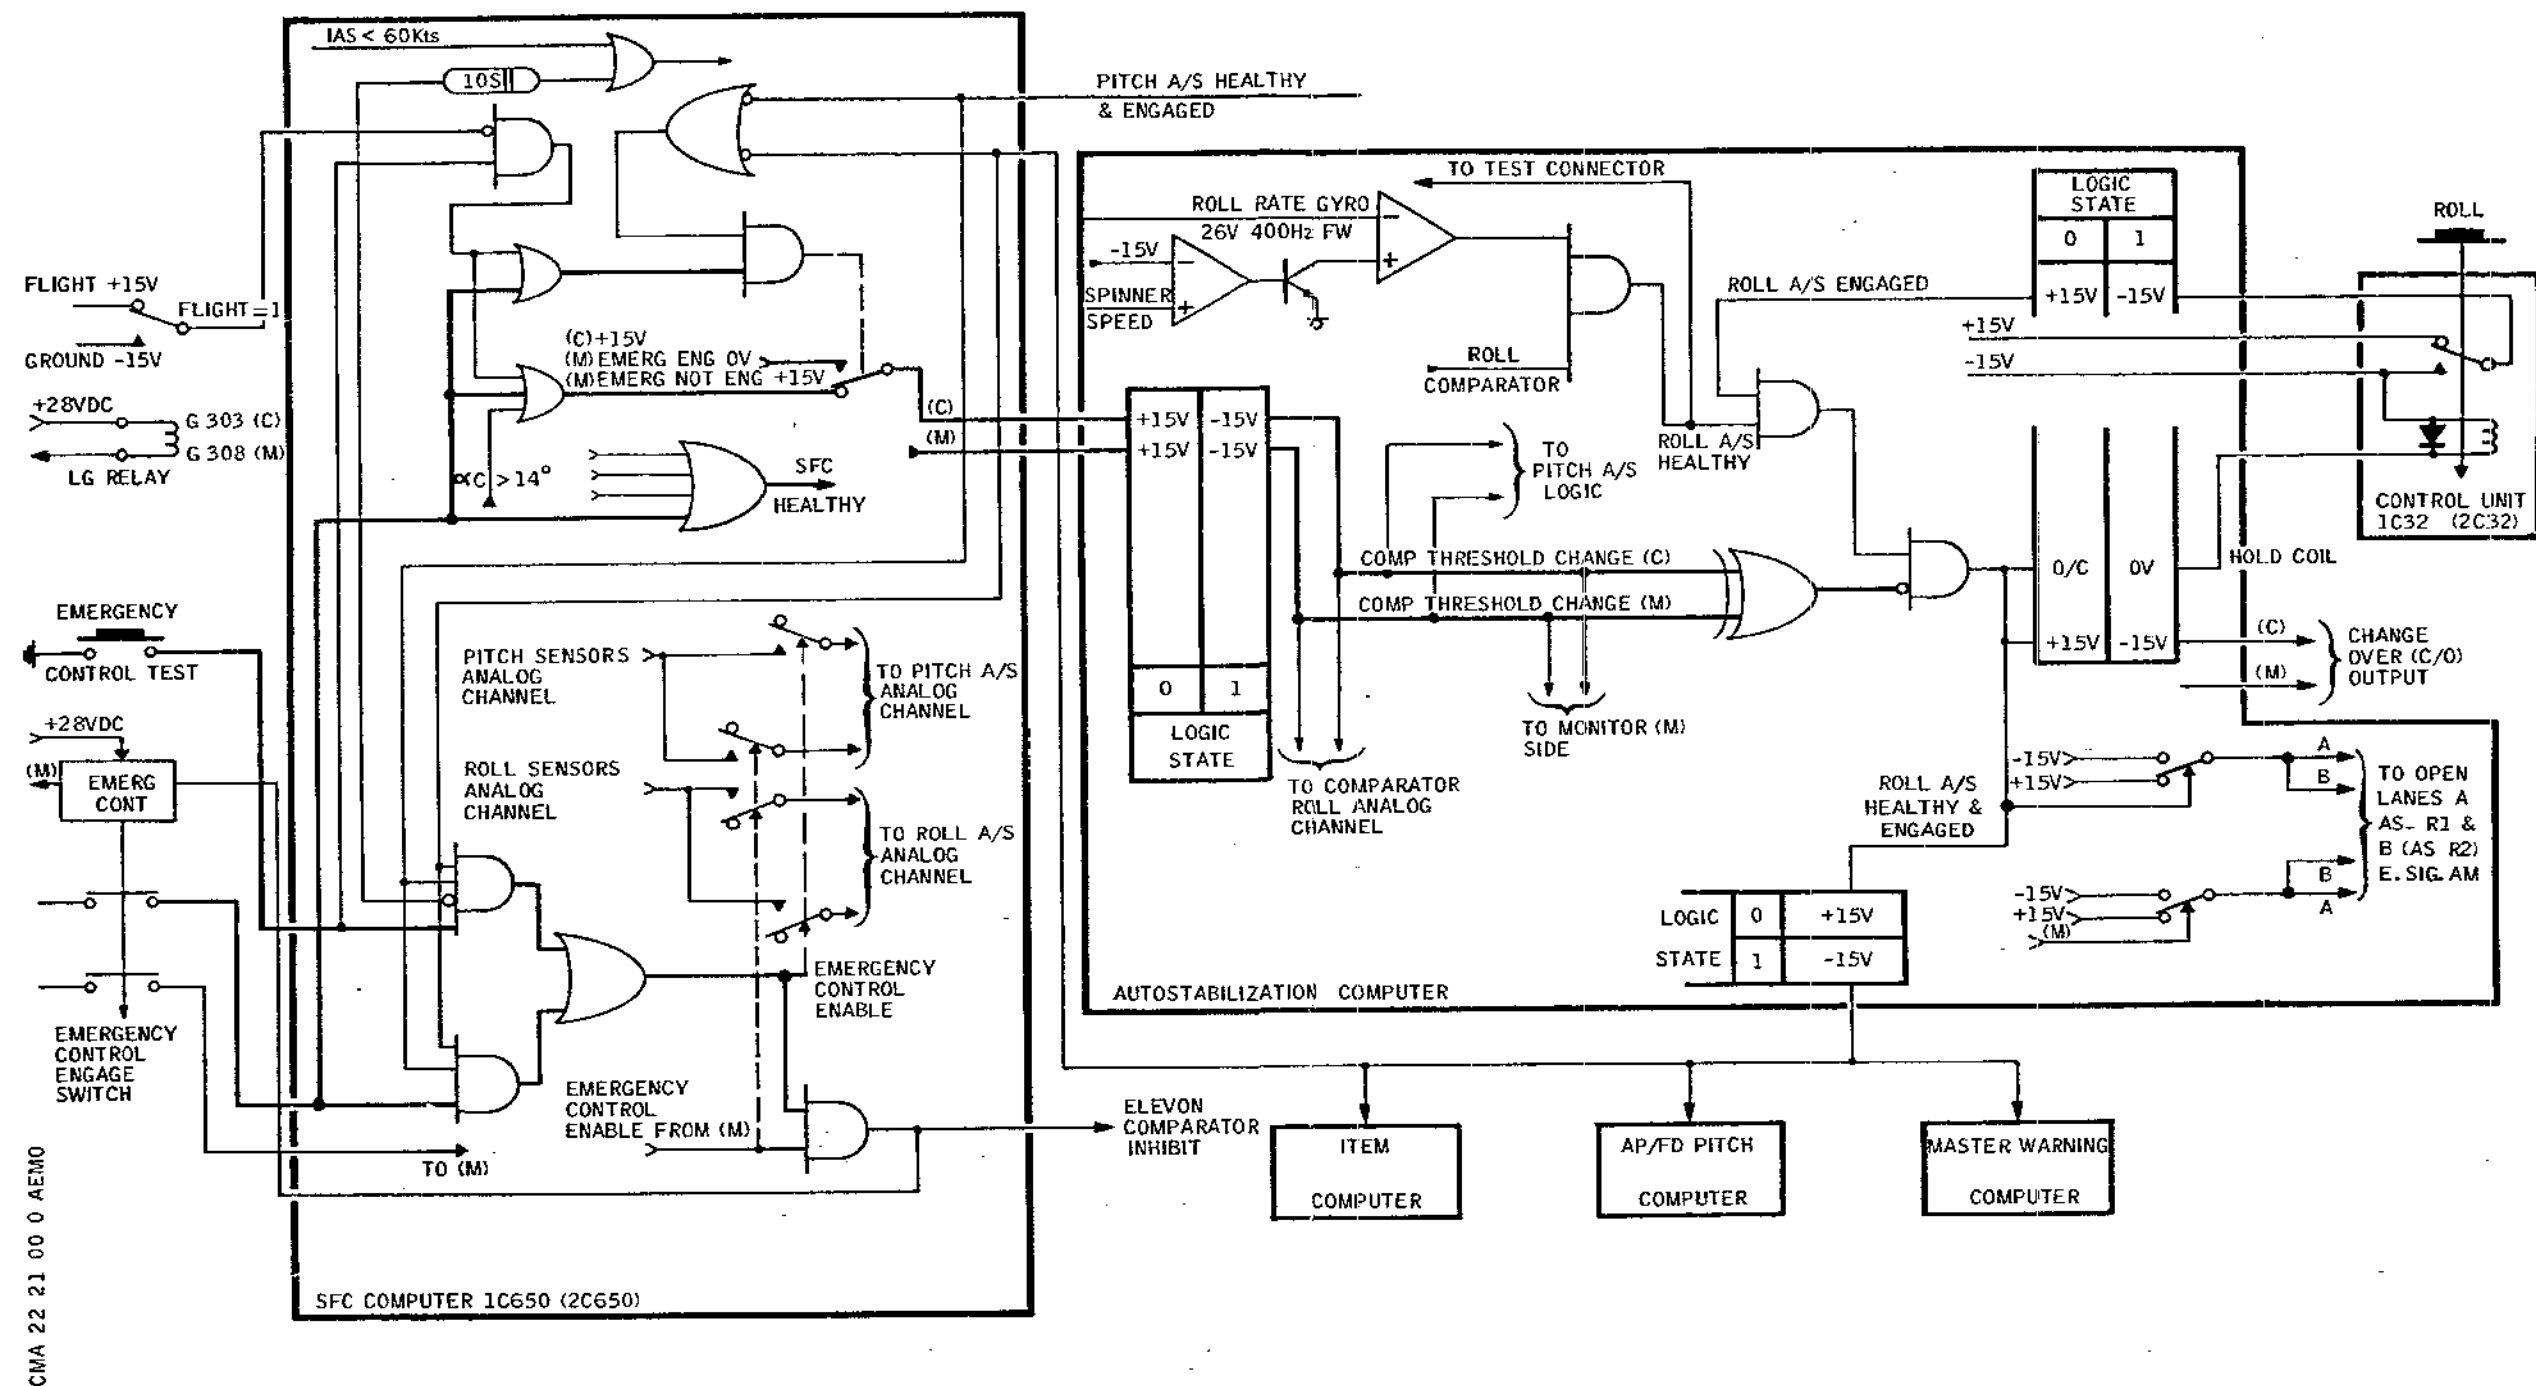 IAS < 60Kts
10S
PITCH A/S HEALTHY
& ENGAGED
FLIGHT +15V
FLIGHT = 1
GROUND -15V
+28VDC
G 303 (C)
G 308 (M)
LG RELAY
(C)+15V
(M) EMERG ENG 0V
(M) EMERG NOT ENG +15V
(C)
(M)
∝C > 14°
SFC
HEALTHY
EMERGENCY
CONTROL TEST
+28VDC
(M)
EMERG
CONT
EMERGENCY
CONTROL
ENGAGE
SWITCH
PITCH SENSORS
ANALOG
CHANNEL
TO PITCH A/S
ANALOG
CHANNEL
ROLL SENSORS
ANALOG
CHANNEL
TO ROLL A/S
ANALOG
CHANNEL
EMERGENCY
CONTROL
ENABLE
EMERGENCY
CONTROL
ENABLE FROM (M)
TO (M)
ELEVON
COMPARATOR
INHIBIT
SFC COMPUTER 1C650 (2C650)
TO TEST CONNECTOR
ROLL RATE GYRO
26V 400Hz FW
-15V
SPINNER
SPEED
-
+
-
+
ROLL
COMPARATOR
ROLL A/S ENGAGED
ROLL A/S
HEALTHY
TO
PITCH A/S
LOGIC
+15V -15V
+15V -15V
0 1
LOGIC
STATE
COMP THRESHOLD CHANGE (C)
COMP THRESHOLD CHANGE (M)
TO COMPARATOR
ROLL ANALOG
CHANNEL
TO MONITOR (M)
SIDE
LOGIC
STATE
0 1
+15V -15V
O/C 0V
+15V -15V
+15V
-15V
ROLL
CONTROL UNIT
1C32 (2C32)
HOLD COIL
(C)
(M)
CHANGE
OVER (C/O)
OUTPUT
ROLL A/S
HEALTHY &
ENGAGED
-15V
+15V
A
B
-15V
+15V
(M)
B
A
TO OPEN
LANES A
AS- R1 &
B (AS R2)
E.SIG.AM
LOGIC 0 +15V
STATE 1 -15V
AUTOSTABILIZATION COMPUTER
ITEM
COMPUTER
AP/FD PITCH
COMPUTER
MASTER WARNING
COMPUTER
CMA 22 21 00 0 AEMO